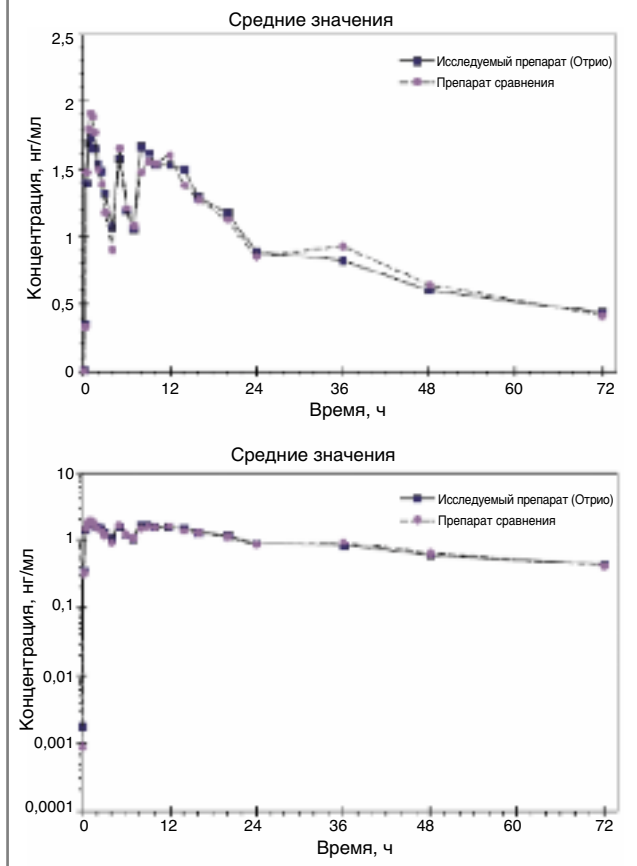 Средние значения
2,5
2
1,5
1
0,5
0
Концентрация, нг/мл
Исследуемый препарат (Отрио)
Препарат сравнения
0 12 24 36 48 60 72
Время, ч
Средние значения
10
1
0,1
0,01
0,001
0,0001
Концентрация, нг/мл
Исследуемый препарат (Отрио)
Препарат сравнения
0 12 24 36 48 60 72
Время, ч